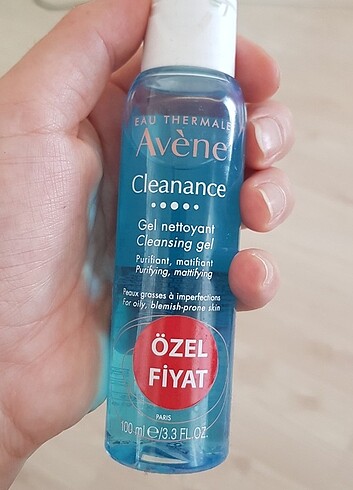 EAU THERMALE
Avène
Cleanance
Gel nettoyant
Cleansing gel
Purifiant, matifiant
Purifying, mattifying
Peaux grasses à imperfections
For oily, blemish-prone skin
ÖZEL
FİYAT
PARIS
100 ml ℮/3.3 FL.OZ.